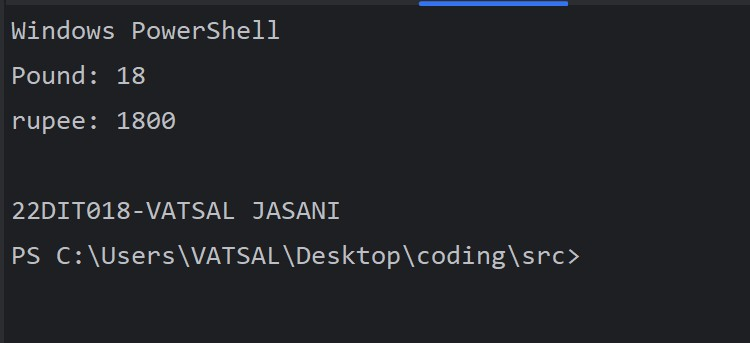 Windows PowerShell
Pound: 18
rupee: 1800
22DIT018-VATSAL JASANI
PS C:\Users\VATSAL\Desktop\coding\src>